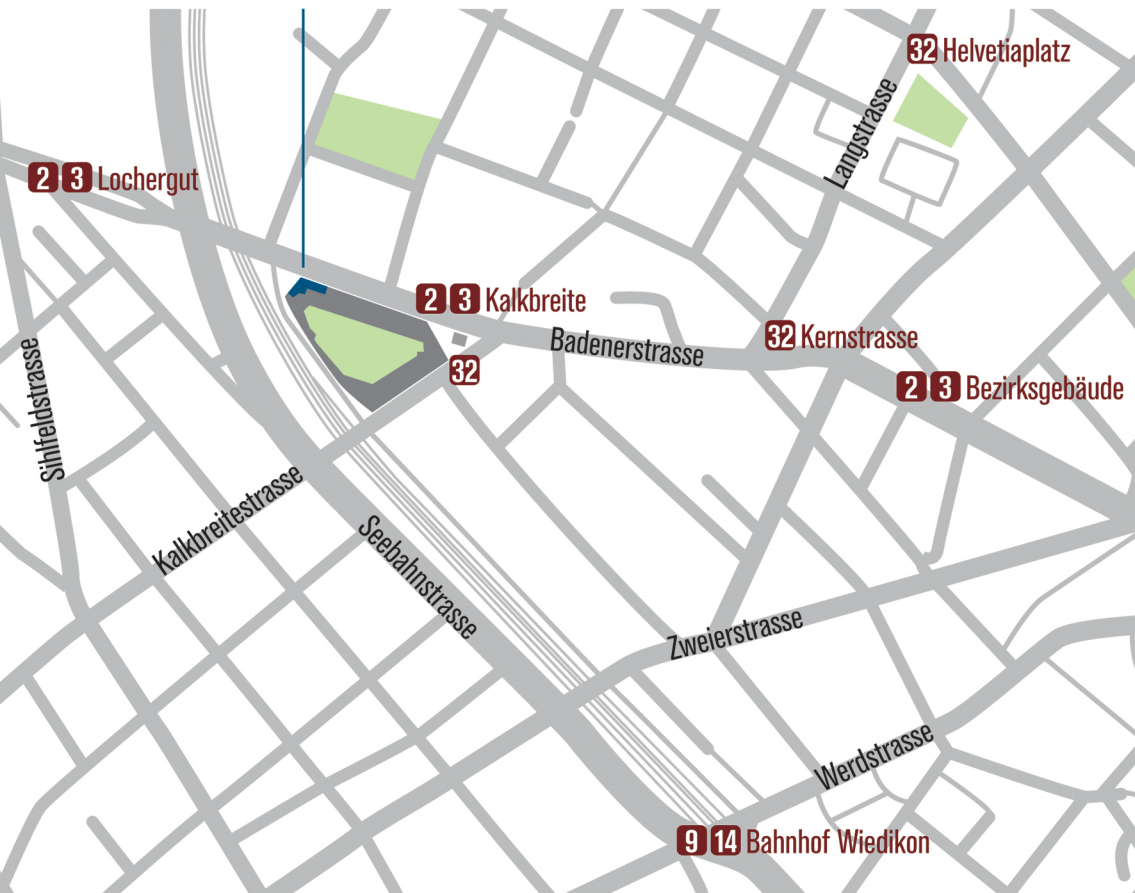 32 Helvetiaplatz
Langstrasse
2 3 Lochergut
2 3 Kalkbreite
32 Kernstrasse
Badenerstrasse
32
2 3 Bezirksgebäude
Sihlfeldstrasse
Kalkbreitestrasse
Seebahnstrasse
Zweierstrasse
Werdstrasse
9 14 Bahnhof Wiedikon